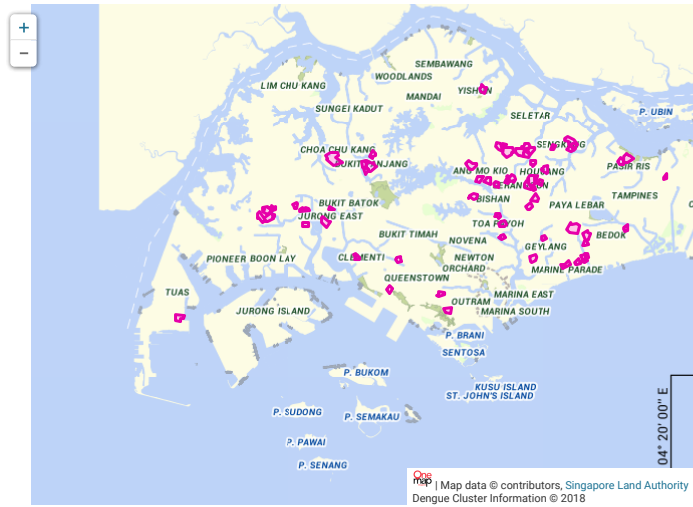 +
−
SEMBAWANG
WOODLANDS
LIM CHU KANG
MANDAI
YISHUN
SUNGEI KADUT
SELETAR
P. UBIN
CHOA CHU KANG
SENGKANG
BUKIT PANJANG
ANG MO KIO
HOUGANG
PASIR RIS
SERANGOON
TAMPINES
BISHAN
BUKIT BATOK
PAYA LEBAR
JURONG EAST
TOA PAYOH
BUKIT TIMAH
BEDOK
NOVENA
GEYLANG
PIONEER
BOON LAY
CLEMENTI
NEWTON
ORCHARD
MARINE PARADE
QUEENSTOWN
TUAS
MARINA EAST
OUTRAM
JURONG ISLAND
MARINA SOUTH
P. BRANI
SENTOSA
P. BUKOM
KUSU ISLAND
ST. JOHN'S ISLAND
P. SUDONG
P. SEMAKAU
P. PAWAI
P. SENANG
04° 20' 00" E
One
map | Map data © contributors, Singapore Land Authority
Dengue Cluster Information © 2018